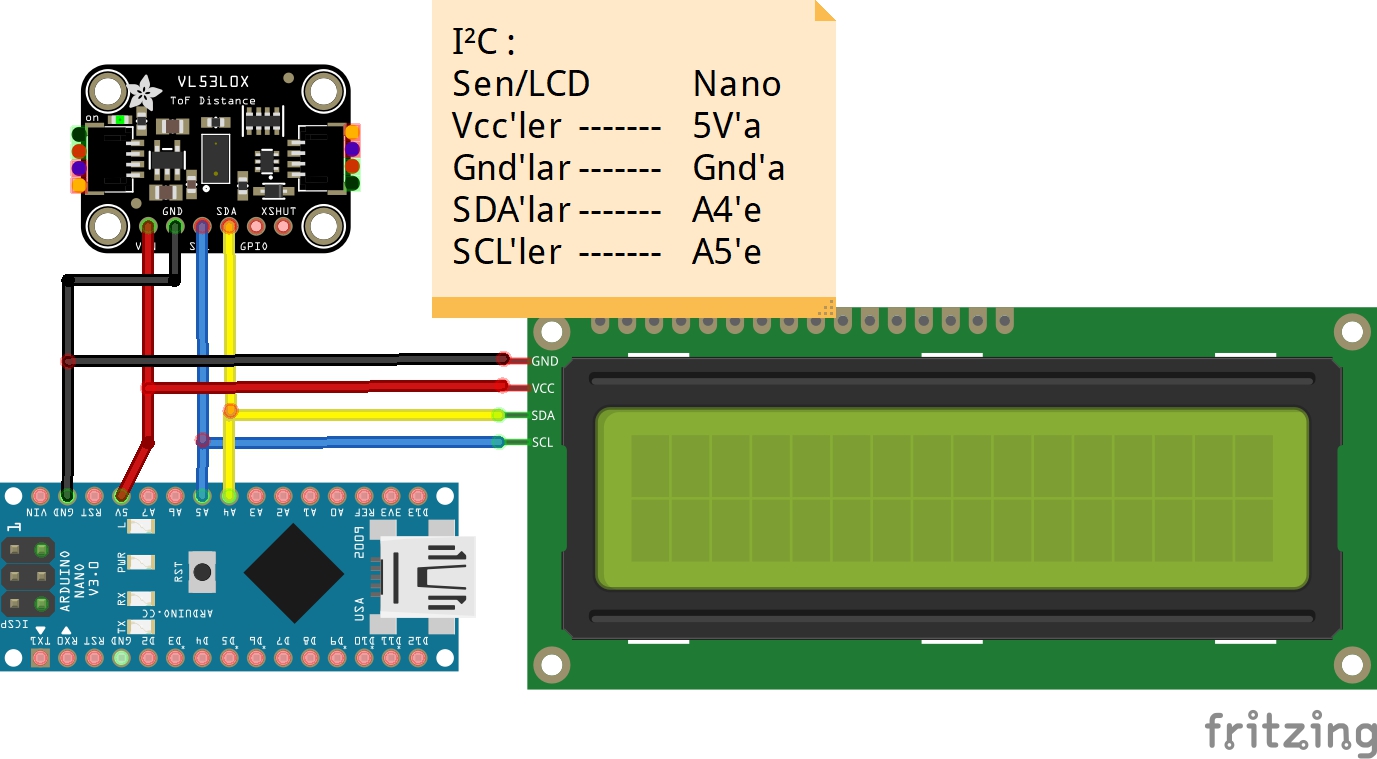 I²C :
Sen/LCD Nano
Vcc'ler ------- 5V'a
Gnd'lar ------- Gnd'a
SDA'lar ------- A4'e
SCL'ler ------- A5'e
VL53L0X
ToF Distance
on
GND SDA XSHUT
GPIO
GND
VCC
SDA
SCL
VIN GND RST 5V A7 A6 A5 A4 A3 A2 A1 A0 REF 3V3 D13
1
L
PWR
RX
TX
RST
ARDUINO
NANO
V3.0
ARDUINO.CC
2009
USA
ICSP
TX1 RX0 RST GND D2 D3 D4 D5 D6 D7 D8 D9 D10 D11 D12
fritzing